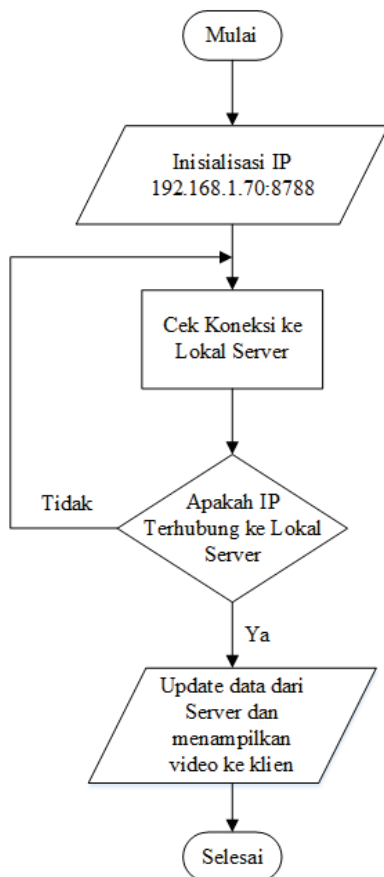 Mulai
Inisialisasi IP
192.168.1.70:8788
Cek Koneksi ke
Lokal Server
Tidak
Apakah IP
Terhubung ke Lokal
Server
Ya
Update data dari
Server dan
menampilkan
video ke klien
Selesai